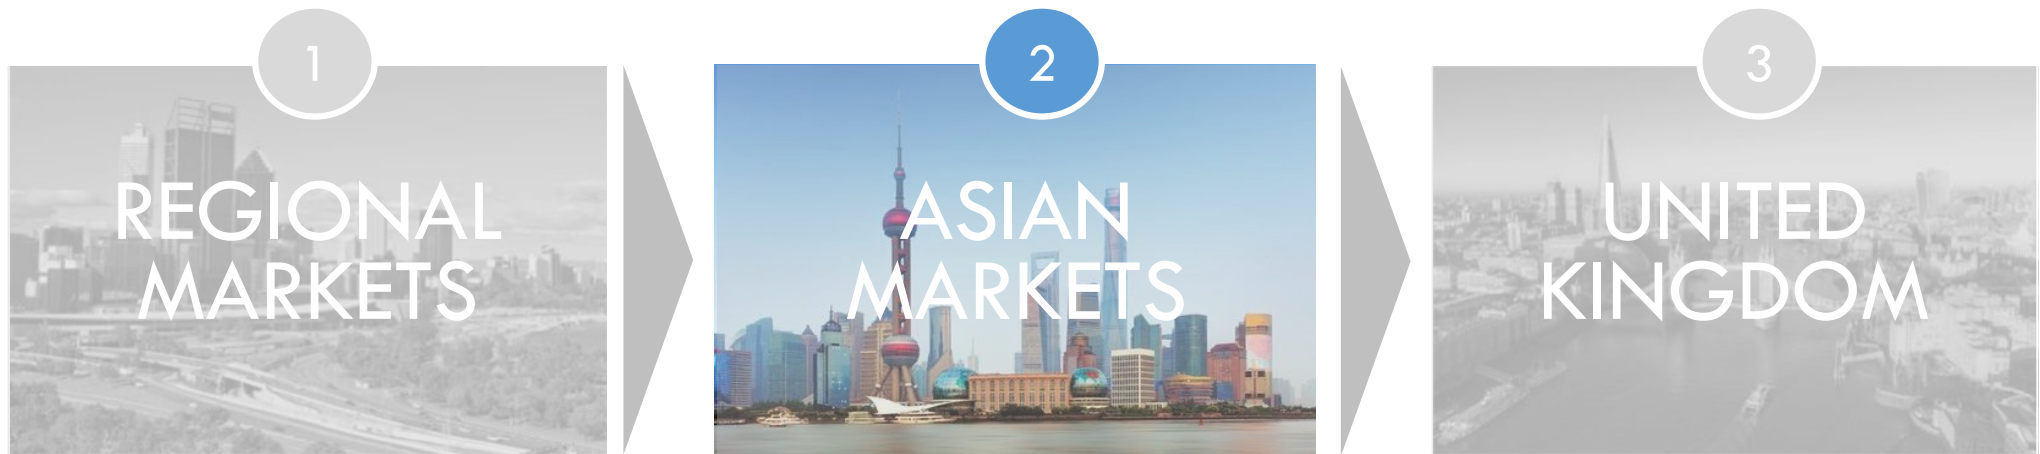 1
REGIONAL
MARKETS
2
ASIAN
MARKETS
3
UNITED
KINGDOM